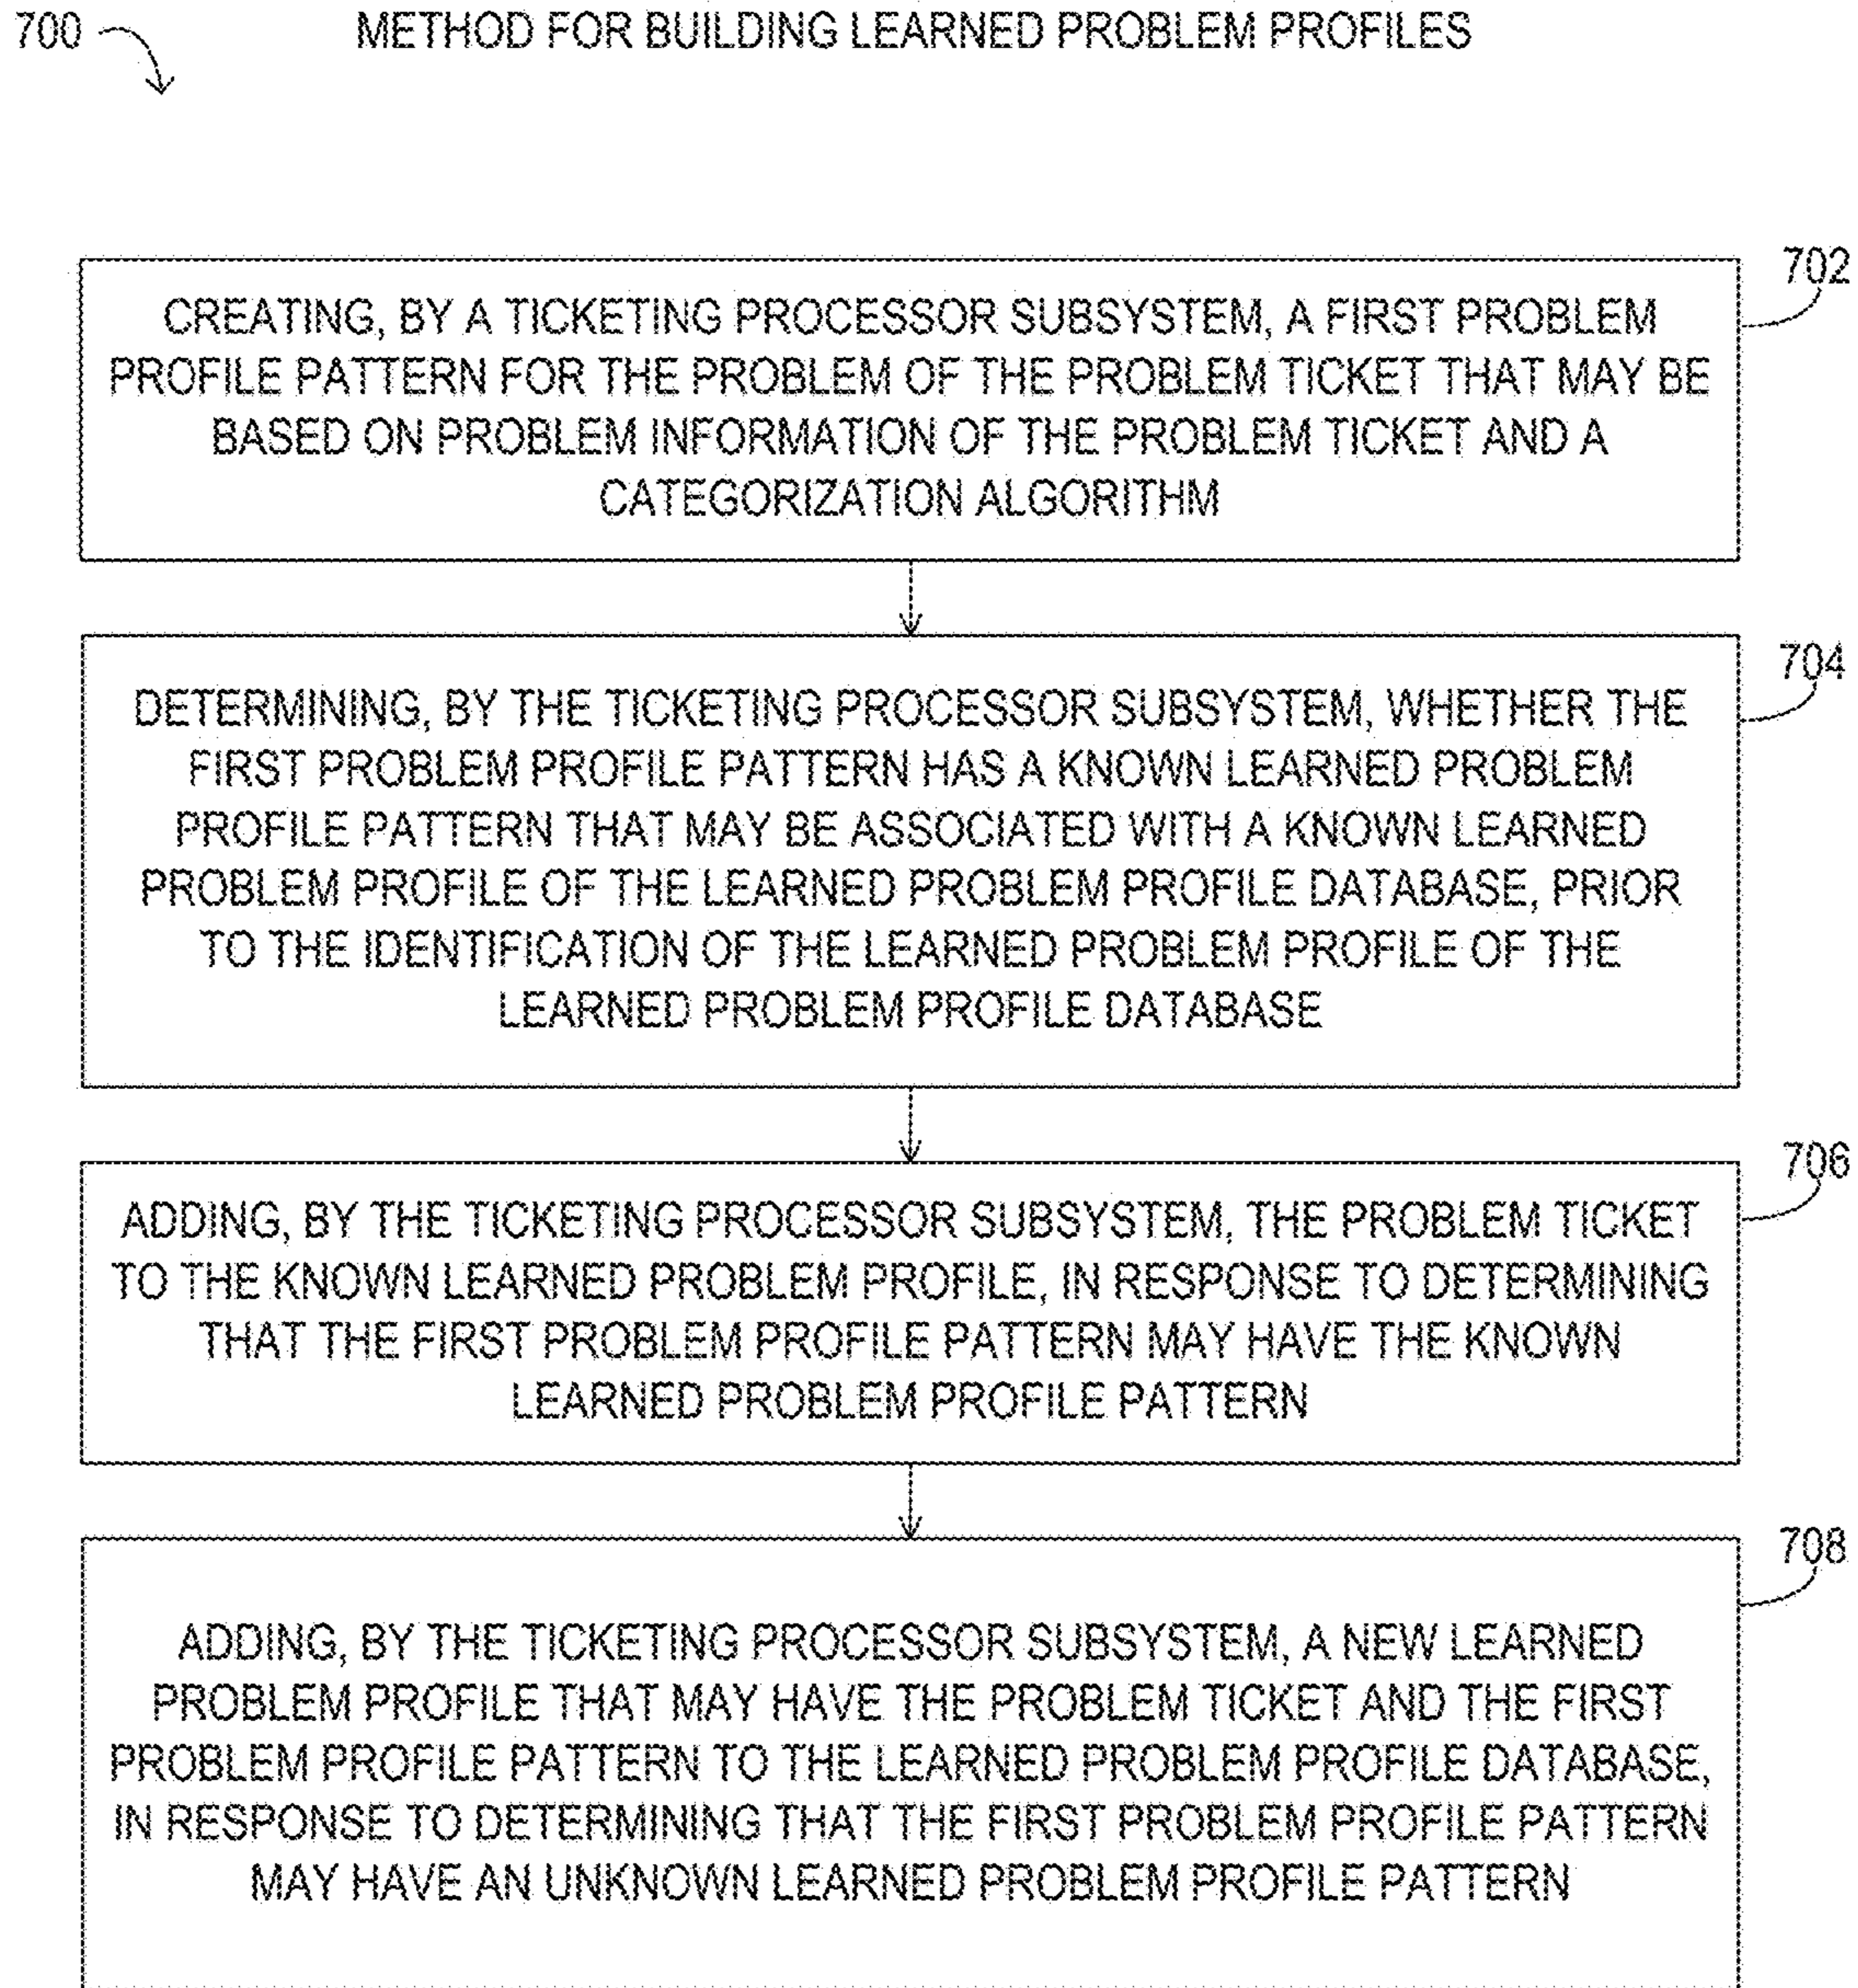 700
METHOD FOR BUILDING LEARNED PROBLEM PROFILES
702
CREATING, BY A TICKETING PROCESSOR SUBSYSTEM, A FIRST PROBLEM
PROFILE PATTERN FOR THE PROBLEM OF THE PROBLEM TICKET THAT MAY BE
BASED ON PROBLEM INFORMATION OF THE PROBLEM TICKET AND A
CATEGORIZATION ALGORITHM
704
DETERMINING, BY THE TICKETING PROCESSOR SUBSYSTEM, WHETHER THE
FIRST PROBLEM PROFILE PATTERN HAS A KNOWN LEARNED PROBLEM
PROFILE PATTERN THAT MAY BE ASSOCIATED WITH A KNOWN LEARNED
PROBLEM PROFILE OF THE LEARNED PROBLEM PROFILE DATABASE, PRIOR
TO THE IDENTIFICATION OF THE LEARNED PROBLEM PROFILE OF THE
LEARNED PROBLEM PROFILE DATABASE
706
ADDING, BY THE TICKETING PROCESSOR SUBSYSTEM, THE PROBLEM TICKET
TO THE KNOWN LEARNED PROBLEM PROFILE, IN RESPONSE TO DETERMINING
THAT THE FIRST PROBLEM PROFILE PATTERN MAY HAVE THE KNOWN
LEARNED PROBLEM PROFILE PATTERN
708
ADDING, BY THE TICKETING PROCESSOR SUBSYSTEM, A NEW LEARNED
PROBLEM PROFILE THAT MAY HAVE THE PROBLEM TICKET AND THE FIRST
PROBLEM PROFILE PATTERN TO THE LEARNED PROBLEM PROFILE DATABASE,
IN RESPONSE TO DETERMINING THAT THE FIRST PROBLEM PROFILE PATTERN
MAY HAVE AN UNKNOWN LEARNED PROBLEM PROFILE PATTERN